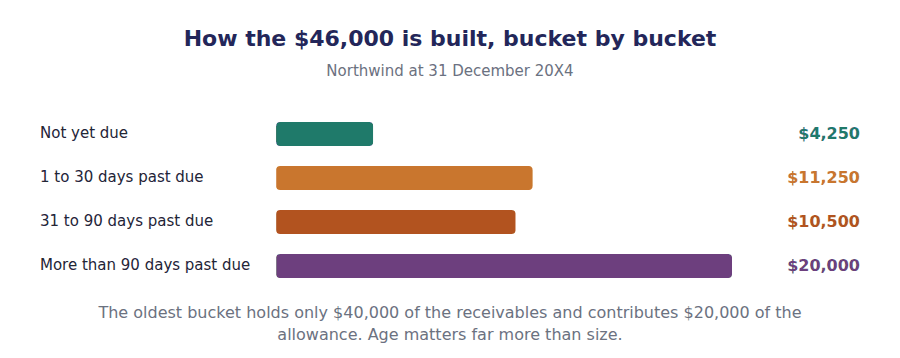 How the $46,000 is built, bucket by bucket
Northwind at 31 December 20X4
Not yet due $4,250
1 to 30 days past due $11,250
31 to 90 days past due $10,500
More than 90 days past due $20,000
The oldest bucket holds only $40,000 of the receivables and contributes $20,000 of the
allowance. Age matters far more than size.